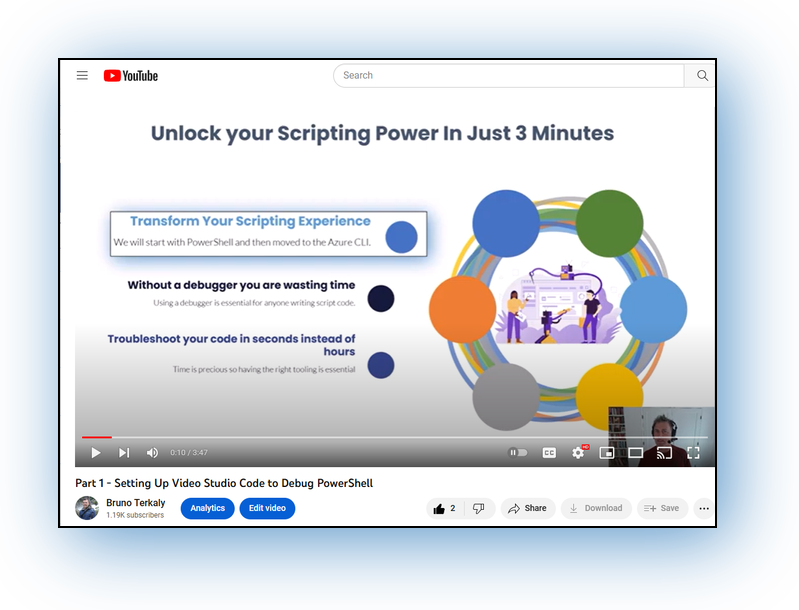 YouTube
Search
Unlock your Scripting Power In Just 3 Minutes
Transform Your Scripting Experience
We will start with PowerShell and then moved to the Azure CLI.
Without a debugger you are wasting time
Using a debugger is essential for anyone writing script code.
Troubleshoot your code in seconds instead of
hours
Time is precious so having the right tooling is essential
0:10 / 3:47
CC
HD
Part 1 - Setting Up Video Studio Code to Debug PowerShell
Bruno Terkaly
1.19K subscribers
Analytics
Edit video
2
Share
Download
Save